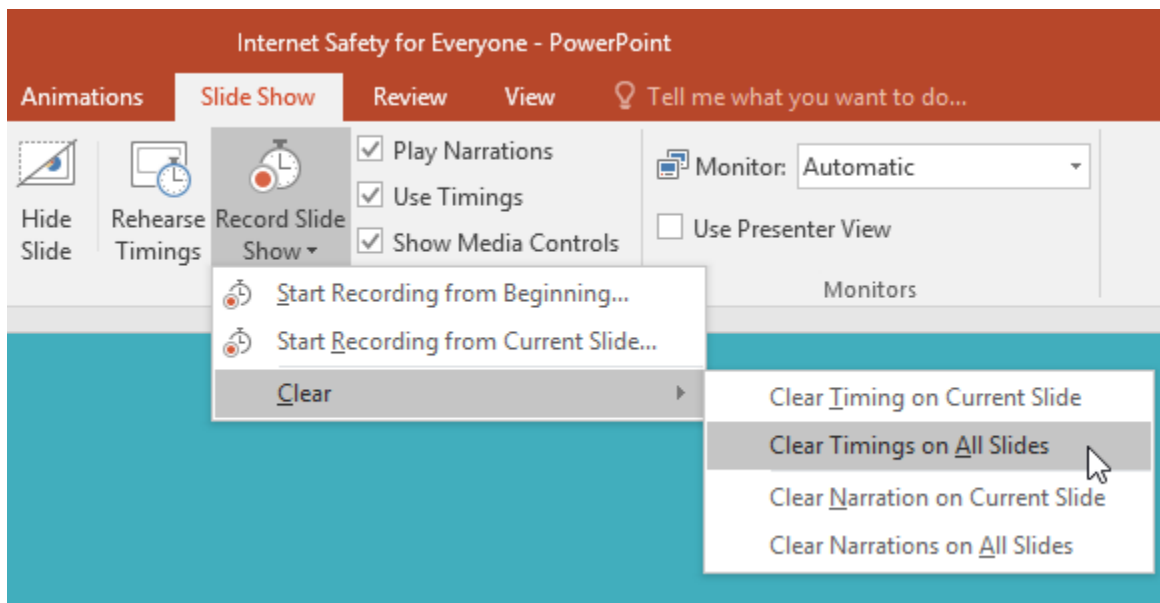 Internet Safety for Everyone - PowerPoint
Animations Slide Show Review View Tell me what you want to do...
Hide
Slide
Rehearse
Timings
Record Slide
Show
Play Narrations
Use Timings
Show Media Controls
Monitor: Automatic
Use Presenter View
Monitors
Start Recording from Beginning...
Start Recording from Current Slide...
Clear
Clear Timing on Current Slide
Clear Timings on All Slides
Clear Narration on Current Slide
Clear Narrations on All Slides